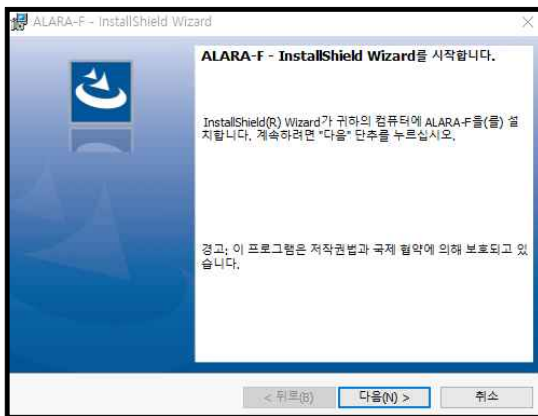 ALARA-F - InstallShield Wizard
ALARA-F - InstallShield Wizard를 시작합니다.
InstallShield(R) Wizard가 귀하의 컴퓨터에 ALARA-F을(를) 설
치합니다. 계속하려면 "다음" 단추를 누르십시오.
경고: 이 프로그램은 저작권법과 국제 협약에 의해 보호되고 있
습니다.
< 뒤로(B) 다음(N) > 취소